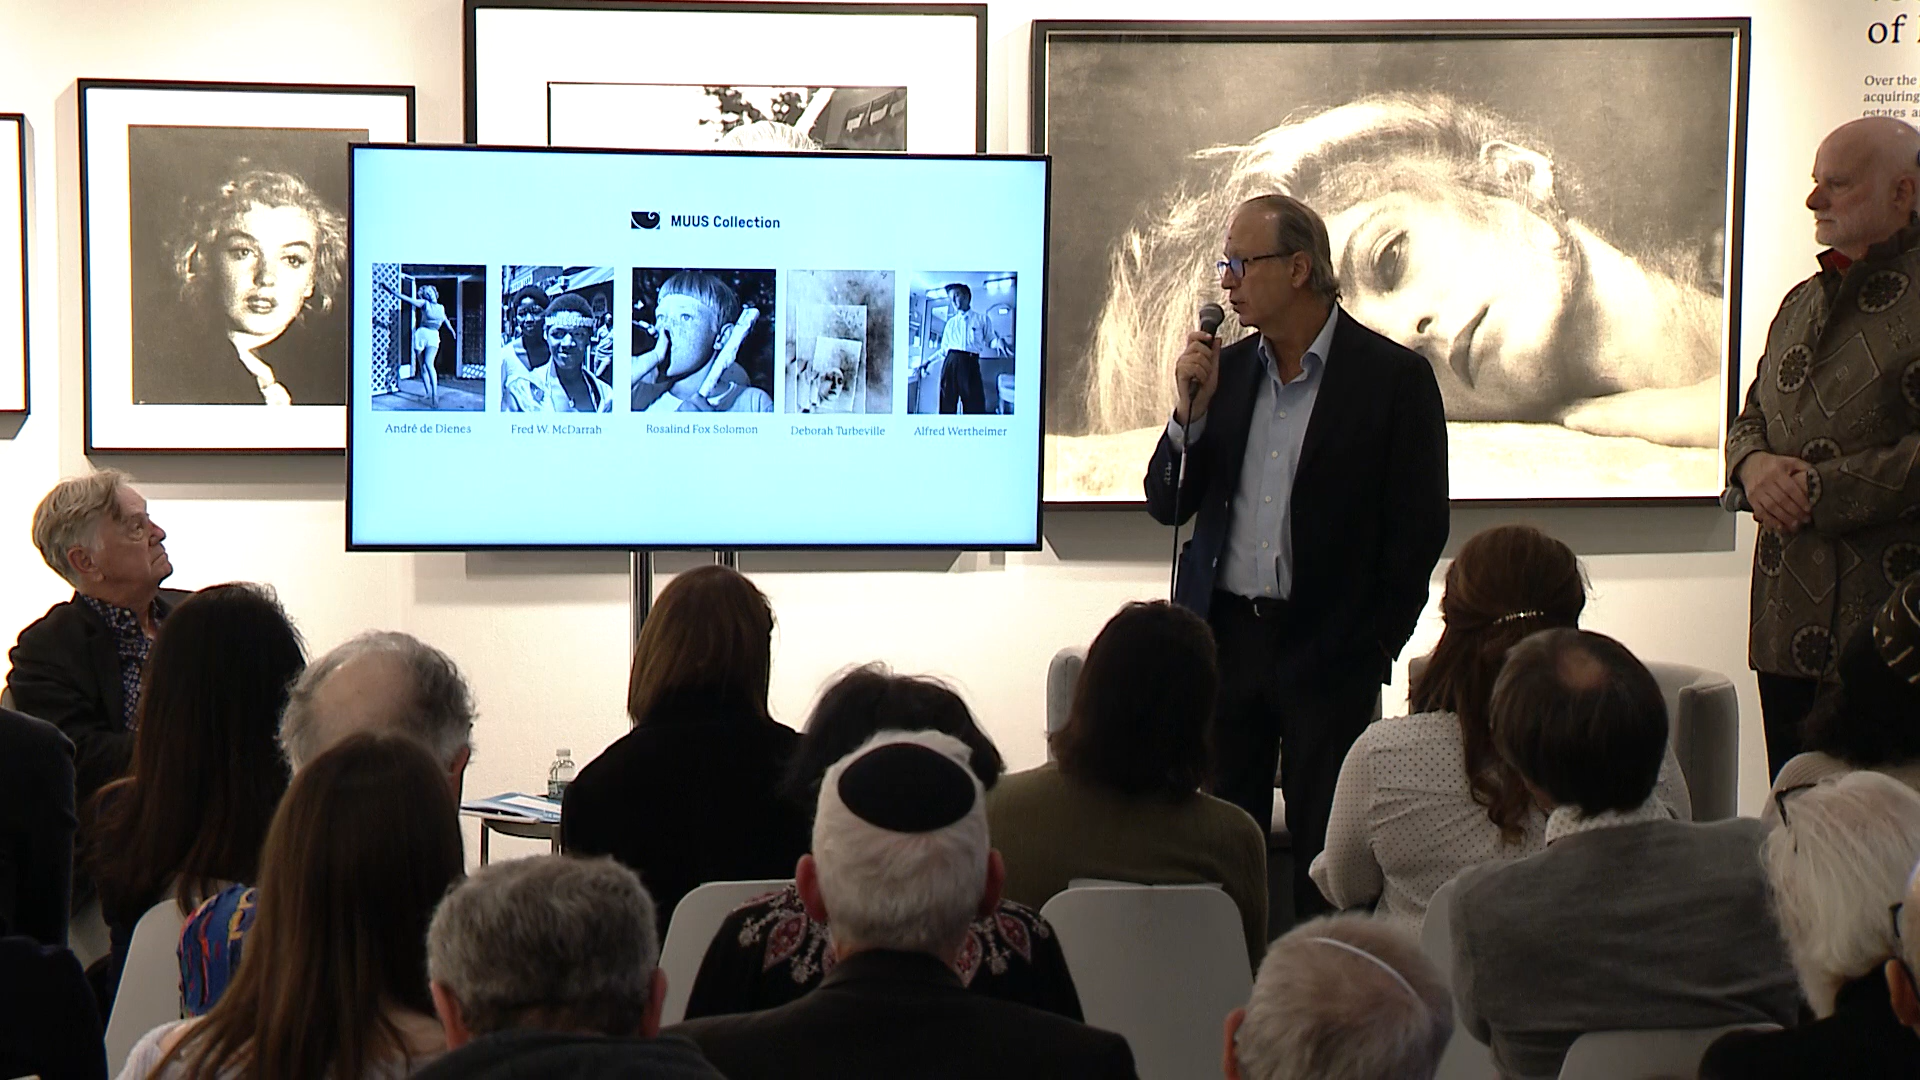 of
Over the
acquiring
estates
MUUS Collection
André de Dienes
Fred W. McDarrah
Rosalind Fox Solomon
Deborah Turbeville
Alfred Wertheimer